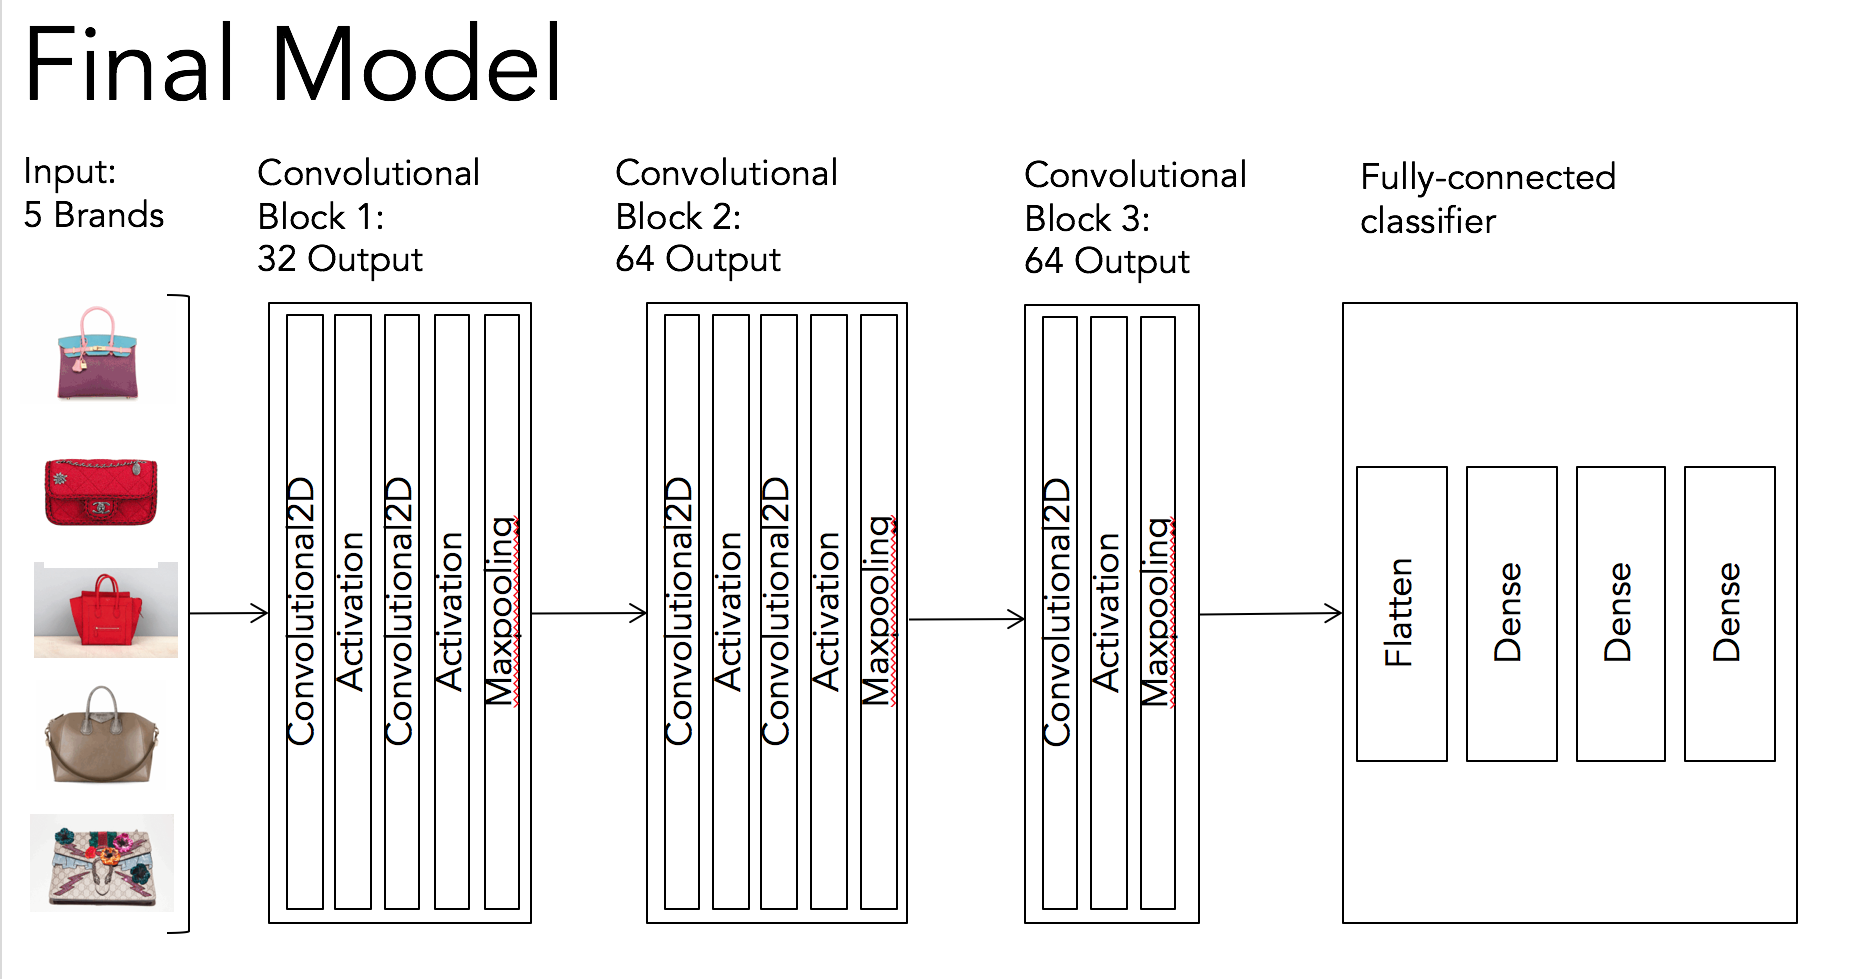 Final Model
Input:
5 Brands
Convolutional
Block 1:
32 Output
Convolutional
Block 2:
64 Output
Convolutional
Block 3:
64 Output
Fully-connected
classifier
Convolutional2D
Activation
Convolutional2D
Activation
Maxpooling
Convolutional2D
Activation
Convolutional2D
Activation
Maxpooling
Convolutional2D
Activation
Maxpooling
Flatten
Dense
Dense
Dense